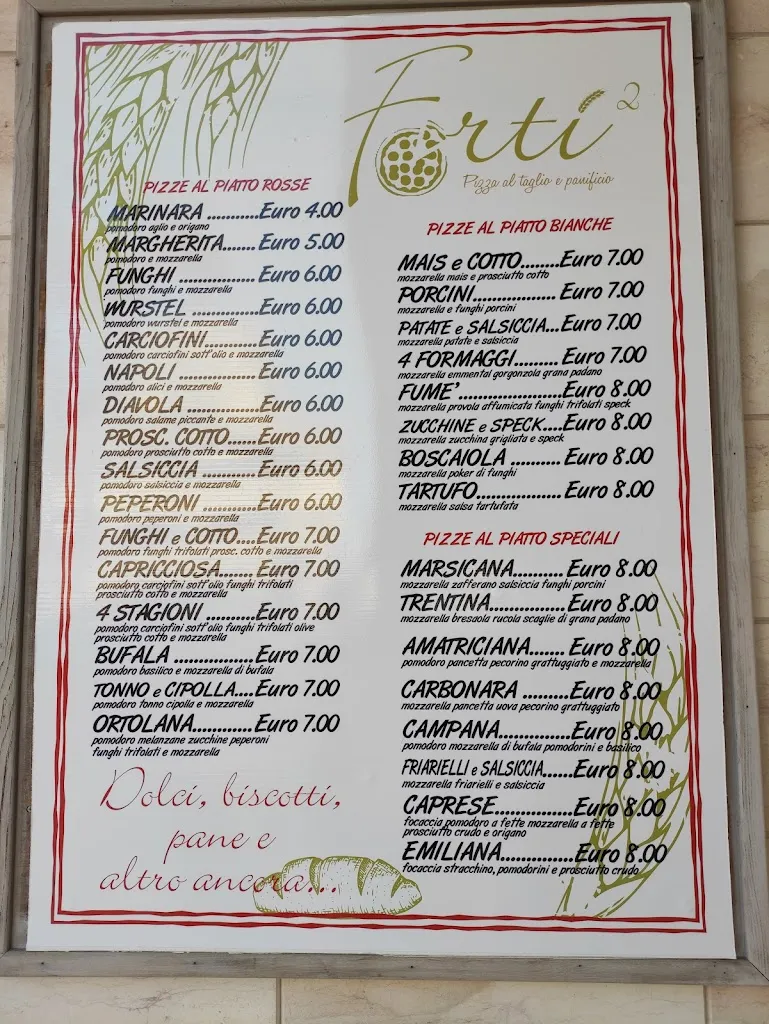 Forti 2
Pizza al taglio e panificio
PIZZE AL PIATTO ROSSE
MARINARA ...........Euro 4.00
pomodoro aglio e origano
MARGHERITA.......Euro 5.00
pomodoro e mozzarella
FUNGHI ...............Euro 6.00
pomodoro funghi e mozzarella
WURSTEL .............Euro 6.00
pomodoro wurstel e mozzarella
CARCIOFINI...........Euro 6.00
pomodoro carciofini sott'olio e mozzarella
NAPOLI ................Euro 6.00
pomodoro alici e mozzarella
DIAVOLA ...............Euro 6.00
pomodoro salame piccante e mozzarella
PROSC. COTTO......Euro 6.00
pomodoro prosciutto cotto e mozzarella
SALSICCIA ............Euro 6.00
pomodoro salsiccia e mozzarella
PEPERONI ...........Euro 6.00
pomodoro peperoni e mozzarella
FUNGHI e COTTO....Euro 7.00
pomodoro funghi trifolati prosc. cotto e mozzarella
CAPRICCIOSA.......Euro 7.00
pomodoro carciofini sott'olio funghi trifolati
prosciutto cotto e mozzarella
4 STAGIONI ..........Euro 7.00
pomodoro carciofini sott'olio funghi trifolati olive
prosciutto cotto e mozzarella
BUFALA ................Euro 7.00
pomodoro basilico e mozzarella di bufala
TONNO e CIPOLLA....Euro 7.00
pomodoro tonno cipolla e mozzarella
ORTOLANA............Euro 7.00
pomodoro melanzane zucchine peperoni
funghi trifolati e mozzarella
Dolci, biscotti,
pane e
altro ancora...
PIZZE AL PIATTO BIANCHE
MAIS e COTTO........Euro 7.00
mozzarella mais e prosciutto cotto
PORCINI.................Euro 7.00
mozzarella e funghi porcini
PATATE e SALSICCIA...Euro 7.00
mozzarella patate e salsiccia
4 FORMAGGI.........Euro 7.00
mozzarella emmental gorgonzola grana padano
FUME'....................Euro 8.00
mozzarella provola affumicata funghi trifolati speck
ZUCCHINE e SPECK....Euro 8.00
mozzarella zucchina grigliata e speck
BOSCAIOLA ...........Euro 8.00
mozzarella poker di funghi
TARTUFO.................Euro 8.00
mozzarella salsa tartufata
PIZZE AL PIATTO SPECIALI
MARSICANA..........Euro 8.00
mozzarella zafferano salsiccia funghi porcini
TRENTINA...............Euro 8.00
mozzarella bresaola rucola scaglie di grana padano
AMATRICIANA.......Euro 8.00
pomodoro pancetta pecorino grattuggiato e mozzarella
CARBONARA .........Euro 8.00
mozzarella pancetta uova pecorino grattuggiato
CAMPANA..............Euro 8.00
pomodoro mozzarella di bufala pomodorini e basilico
FRIARIELLI e SALSICCIA......Euro 8.00
mozzarella friarielli e salsiccia
CAPRESE................Euro 8.00
focaccia pomodoro a fette mozzarella a fette
prosciutto crudo e origano
EMILIANA...............Euro 8.00
focaccia stracchino, pomodorini e prosciutto crudo